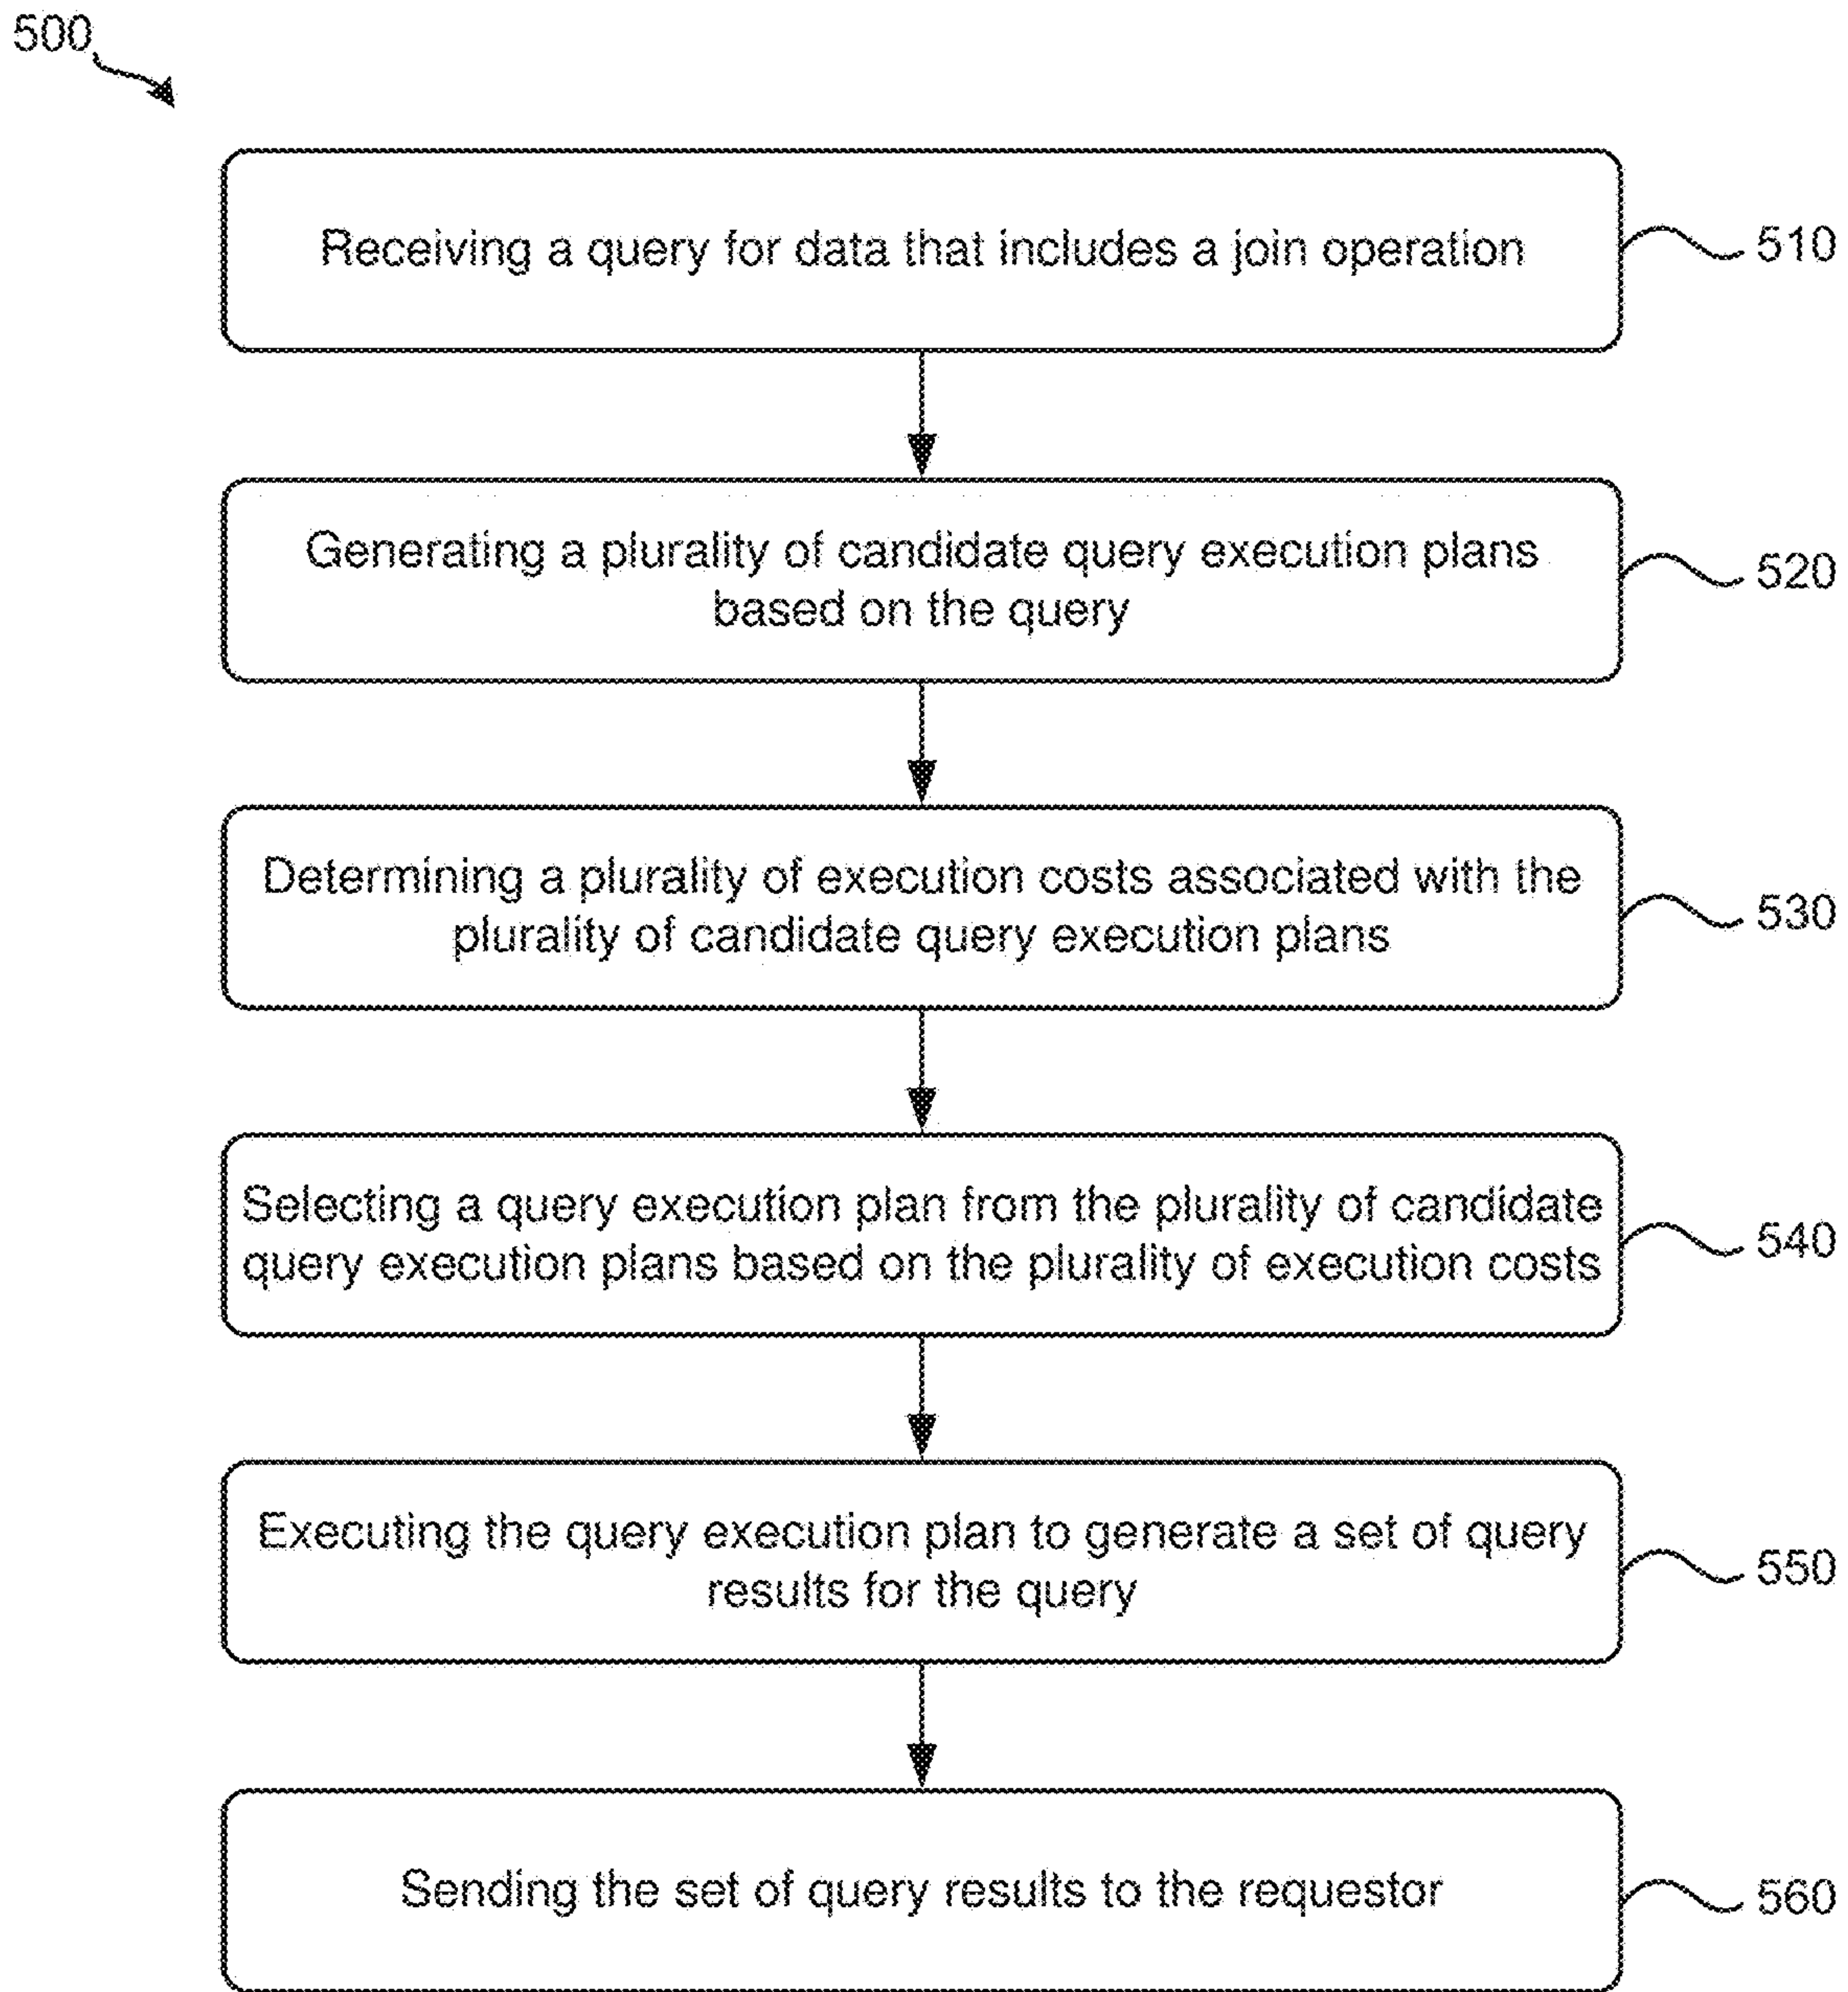 500
Receiving a query for data that includes a join operation
510
Generating a plurality of candidate query execution plans
based on the query
520
Determining a plurality of execution costs associated with the
plurality of candidate query execution plans
530
Selecting a query execution plan from the plurality of candidate
query execution plans based on the plurality of execution costs
540
Executing the query execution plan to generate a set of query
results for the query
550
Sending the set of query results to the requestor
560